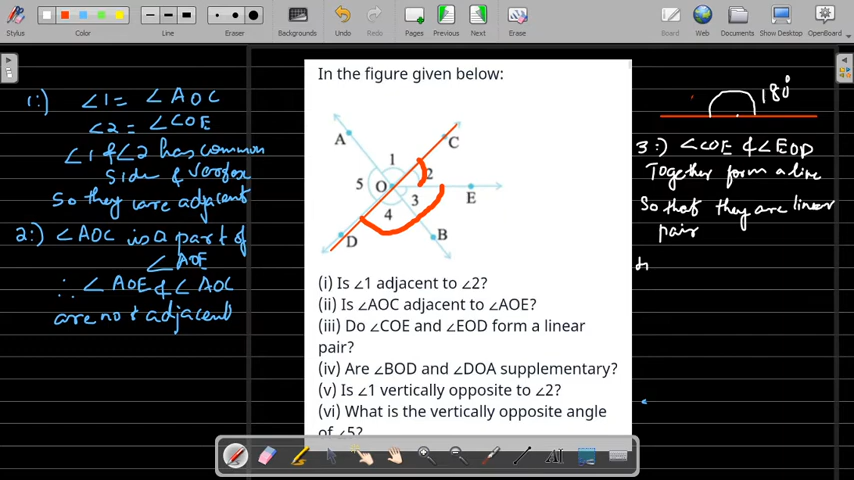 Stylus
Color
Line
Eraser
Backgrounds
Undo
Redo
Pages
Previous
Next
Erase
Board
Web
Documents
Show Desktop
OpenBoard
1:) ∠1 = ∠AOC
∠2 = ∠COE
∠1 & ∠2 has common
side & vertex
So they are adjacent
2:) ∠AOC is a part of
∠AOE
∴ ∠AOE & ∠AOC
are not adjacent
In the figure given below:
A
C
1
2
5
O
3
E
4
D
B
(i) Is ∠1 adjacent to ∠2?
(ii) Is ∠AOC adjacent to ∠AOE?
(iii) Do ∠COE and ∠EOD form a linear
pair?
(iv) Are ∠BOD and ∠DOA supplementary?
(v) Is ∠1 vertically opposite to ∠2?
(vi) What is the vertically opposite angle
of ∠5?
180°
3:) ∠COE & ∠EOD
Together form a line
So that they are linear
pair